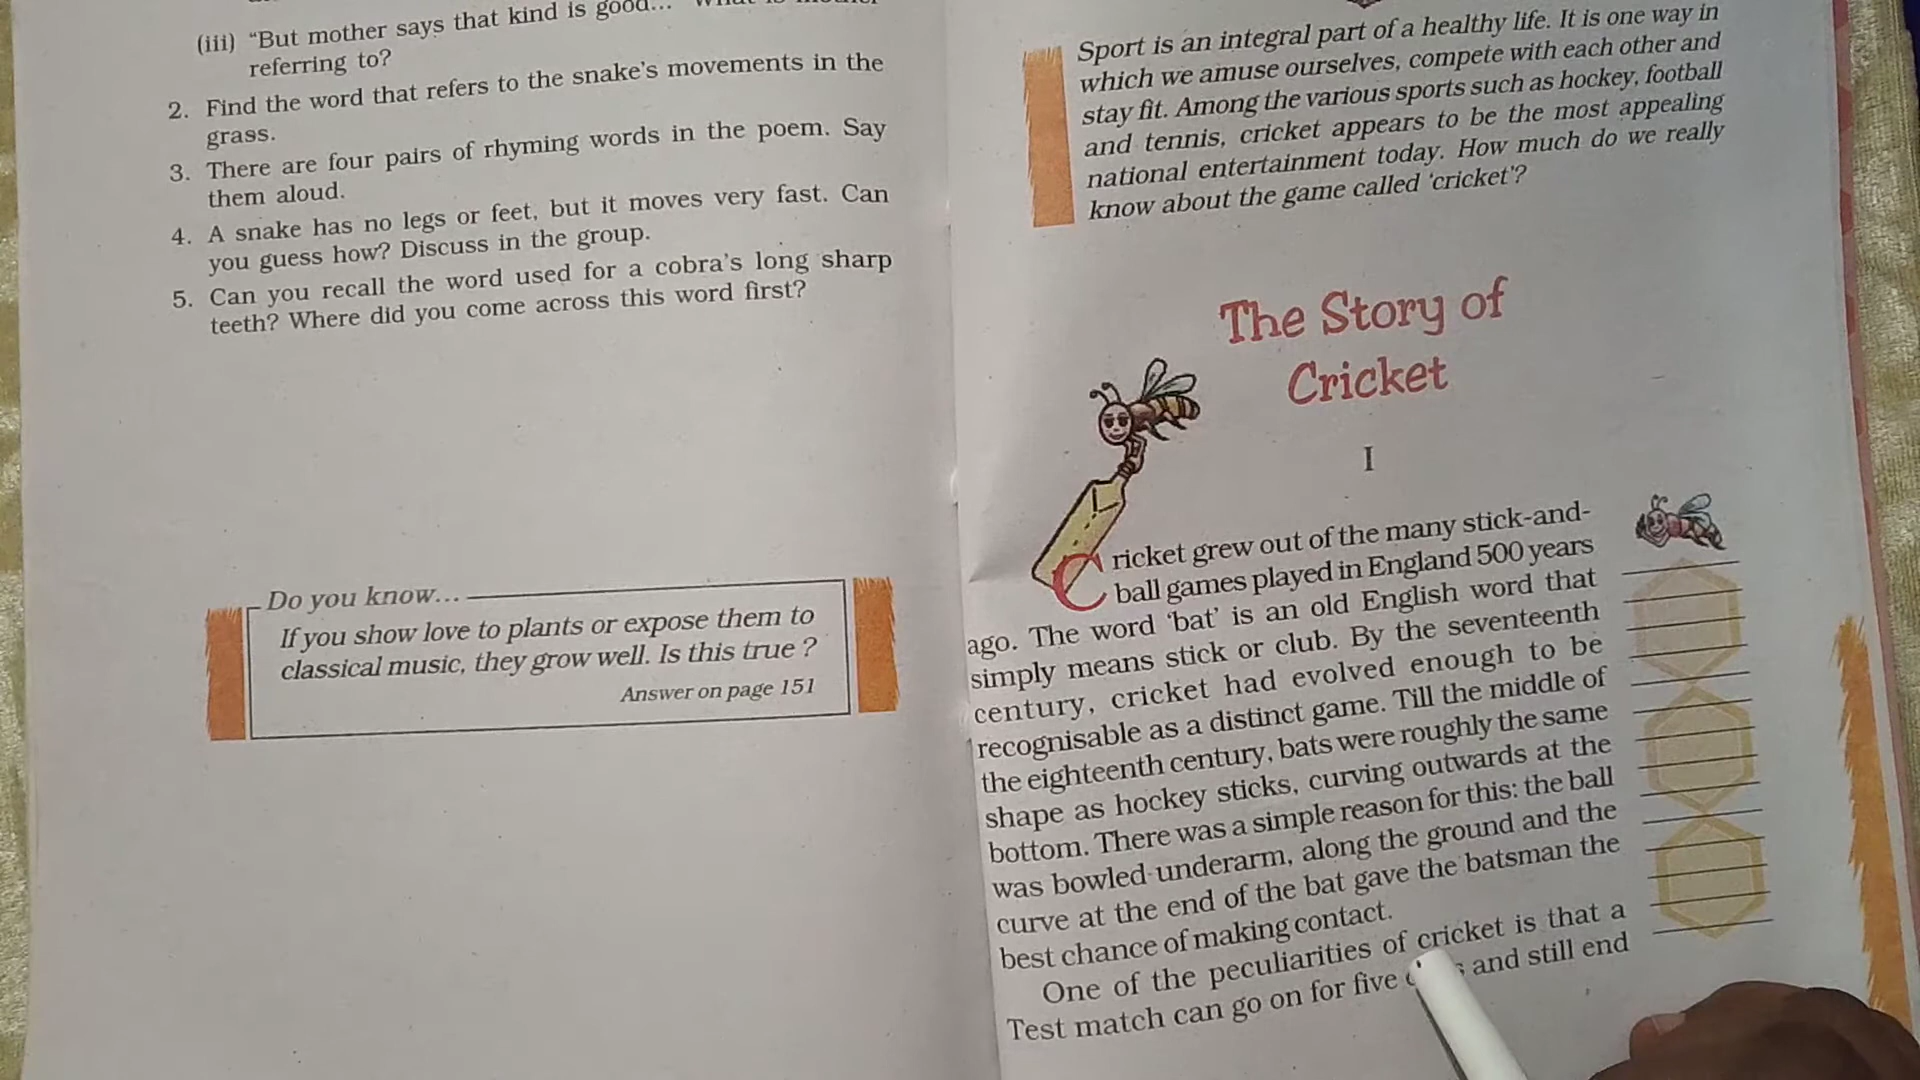 (iii) “But mother says that kind is good...
referring to?
2. Find the word that refers to the snake’s movements in the
grass.
3. There are four pairs of rhyming words in the poem. Say
them aloud.
4. A snake has no legs or feet, but it moves very fast. Can
you guess how? Discuss in the group.
5. Can you recall the word used for a cobra’s long sharp
teeth? Where did you come across this word first?
Do you know...
If you show love to plants or expose them to
classical music, they grow well. Is this true ?
Answer on page 151
Sport is an integral part of a healthy life. It is one way in
which we amuse ourselves, compete with each other and
stay fit. Among the various sports such as hockey, football
and tennis, cricket appears to be the most appealing
national entertainment today. How much do we really
know about the game called ‘cricket’?
The Story of
Cricket
I
Cricket grew out of the many stick-and-
ball games played in England 500 years
ago. The word ‘bat’ is an old English word that
simply means stick or club. By the seventeenth
century, cricket had evolved enough to be
recognisable as a distinct game. Till the middle of
the eighteenth century, bats were roughly the same
shape as hockey sticks, curving outwards at the
bottom. There was a simple reason for this: the ball
was bowled underarm, along the ground and the
curve at the end of the bat gave the batsman the
best chance of making contact.
One of the peculiarities of cricket is that a
Test match can go on for five and still end